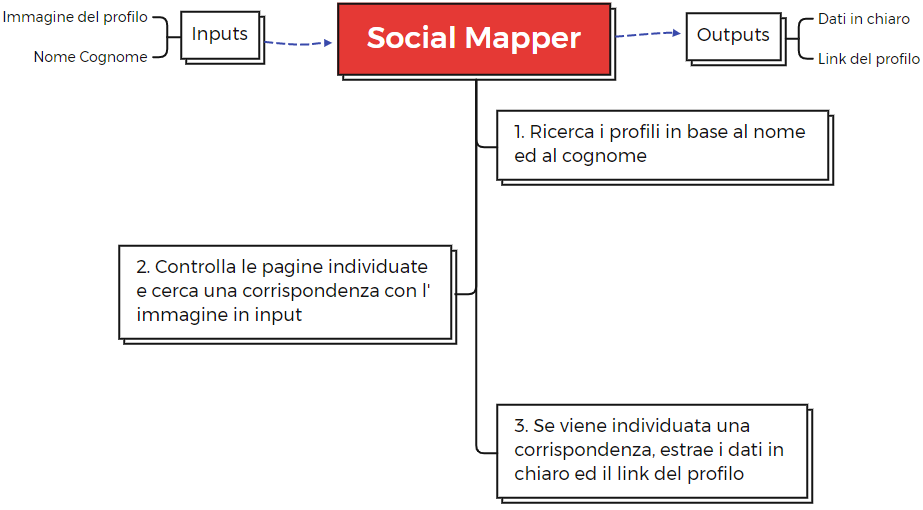 Immagine del profilo
Nome Cognome
Inputs
Social Mapper
Outputs
Dati in chiaro
Link del profilo
1. Ricerca i profili in base al nome
ed al cognome
2. Controlla le pagine individuate
e cerca una corrispondenza con l'
immagine in input
3. Se viene individuata una
corrispondenza, estrae i dati in
chiaro ed il link del profilo